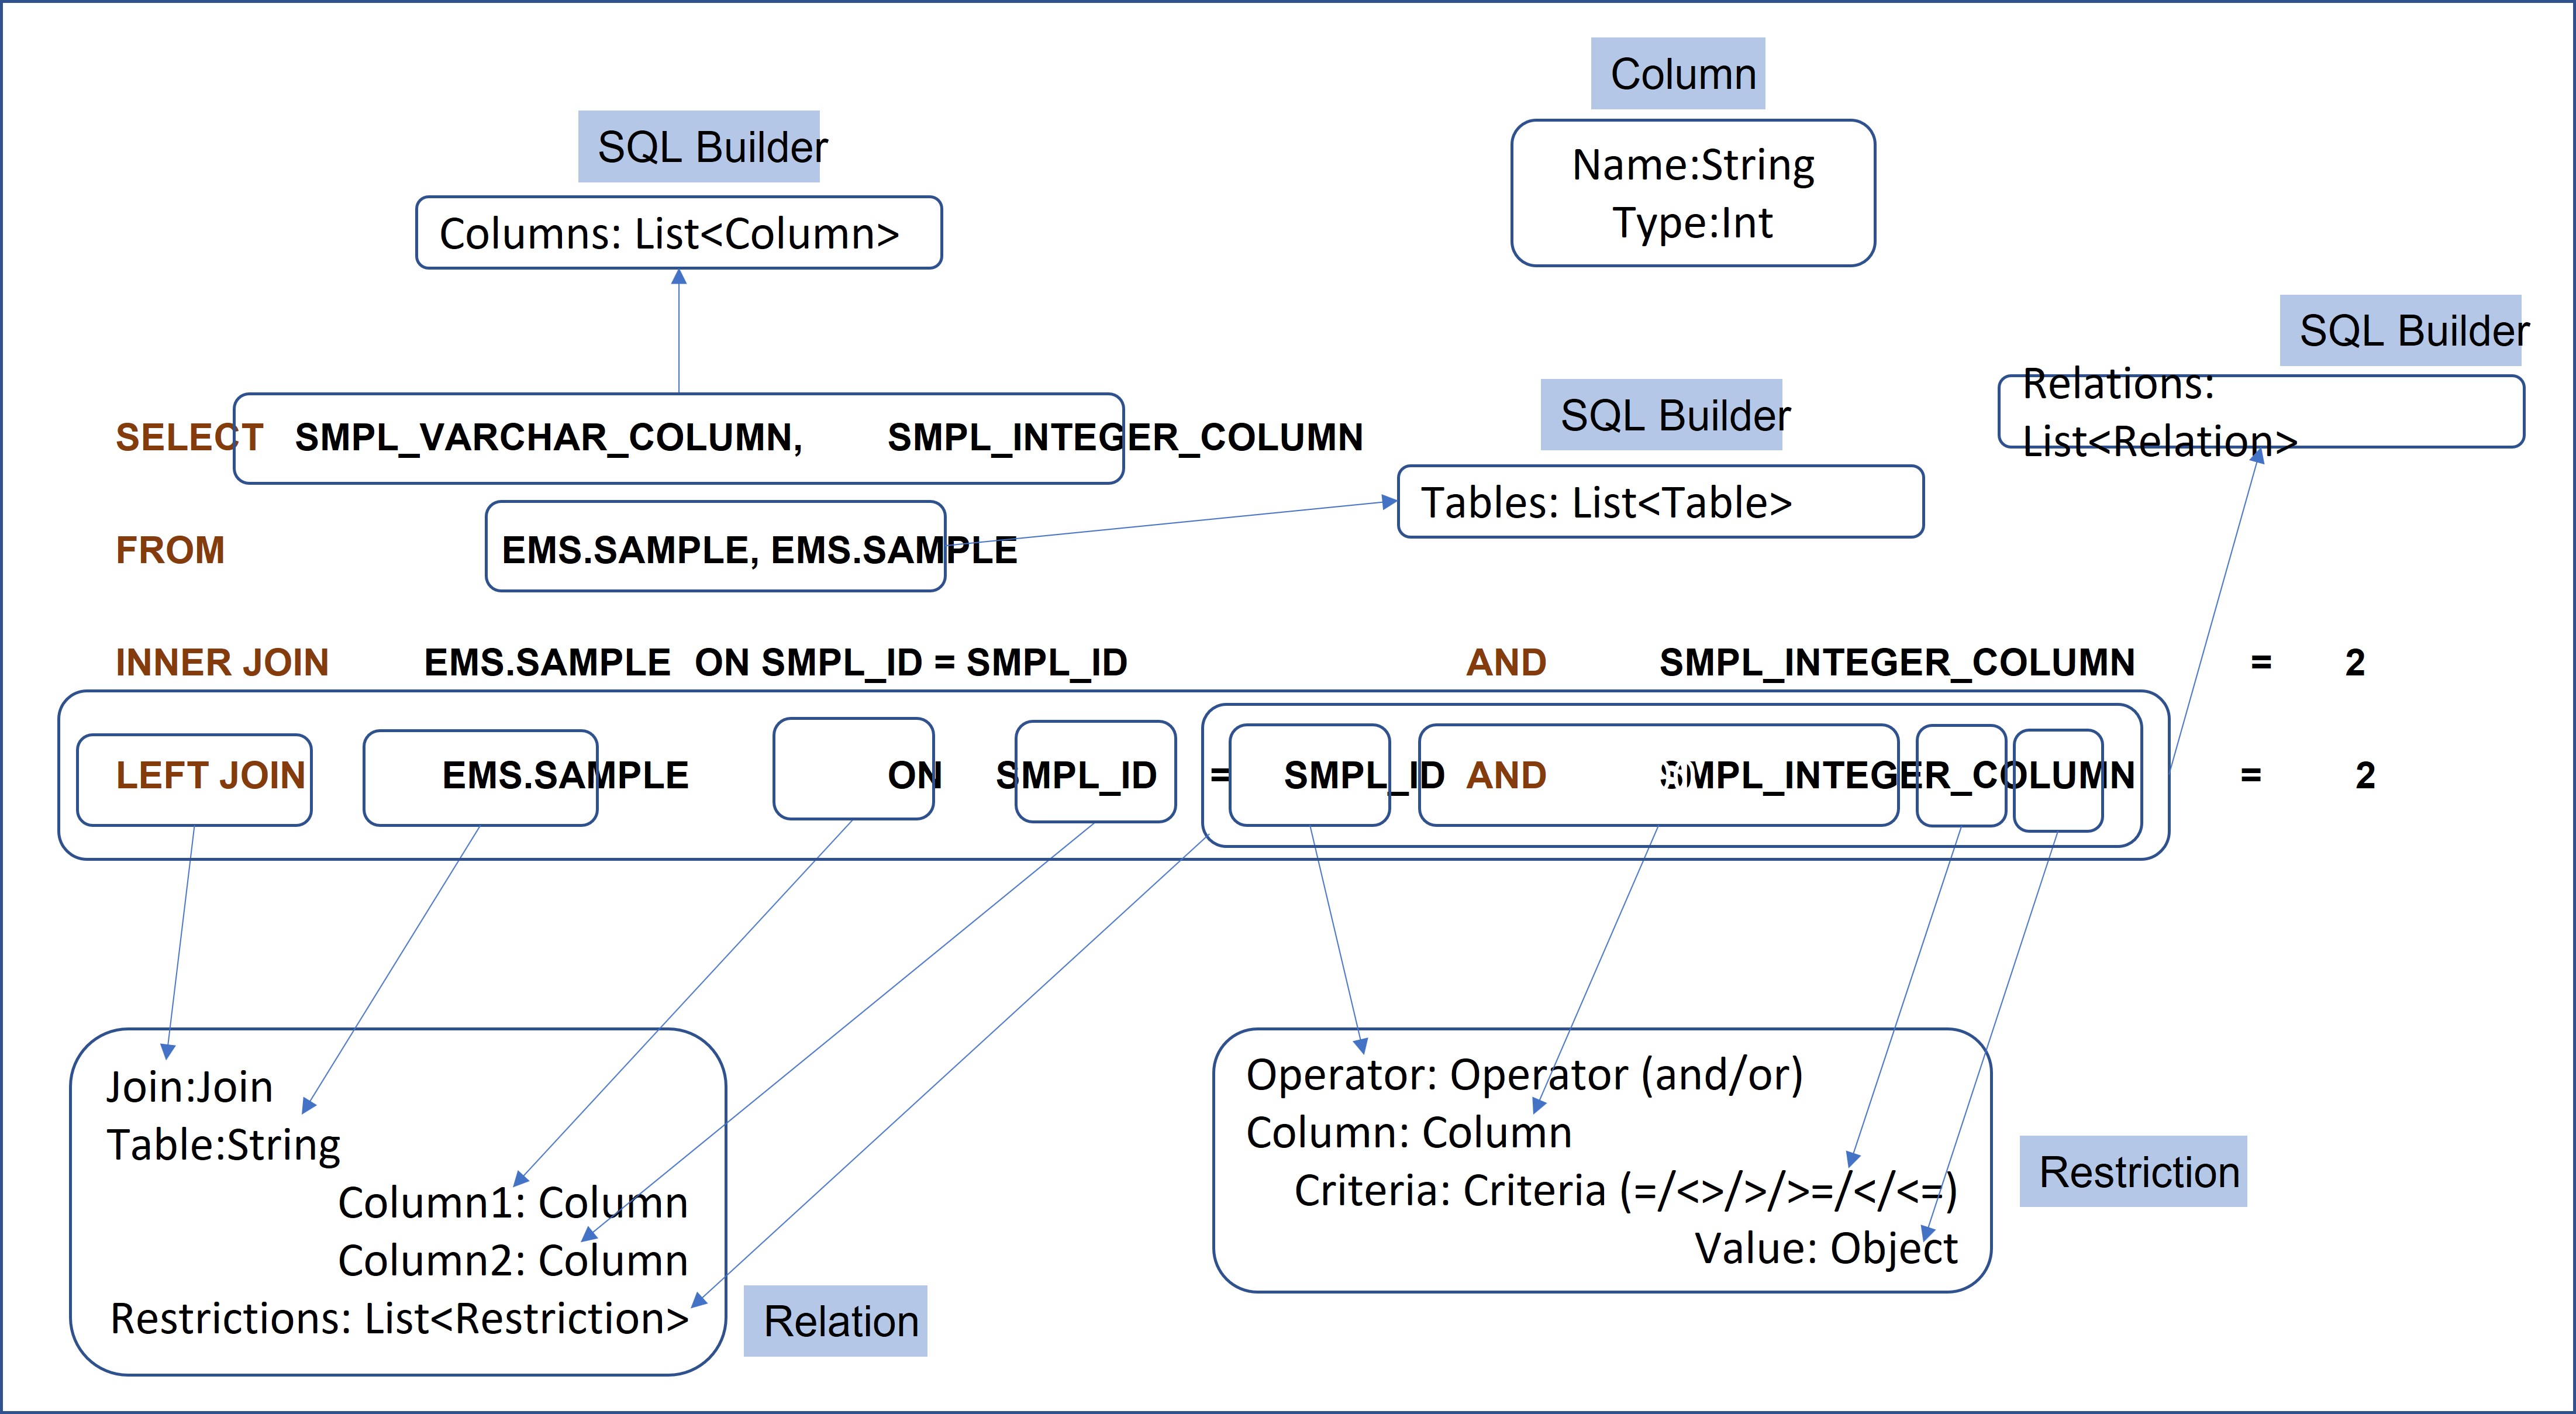 Column
Name:String
Type:Int
SQL Builder
Columns: List<Column>
SQL Builder
Relations:
List<Relation>
SQL Builder
Tables: List<Table>
SELECT SMPL_VARCHAR_COLUMN, SMPL_INTEGER_COLUMN
FROM EMS.SAMPLE, EMS.SAMPLE
INNER JOIN EMS.SAMPLE ON SMPL_ID = SMPL_ID AND SMPL_INTEGER_COLUMN = 2
LEFT JOIN EMS.SAMPLE ON SMPL_ID = SMPL_ID AND SMPL_INTEGER_COLUMN = 2
Join:Join
Table:String
Column1: Column
Column2: Column
Restrictions: List<Restriction>
Relation
Operator: Operator (and/or)
Column: Column
Criteria: Criteria (=/<>/>/>=/</<=)
Value: Object
Restriction